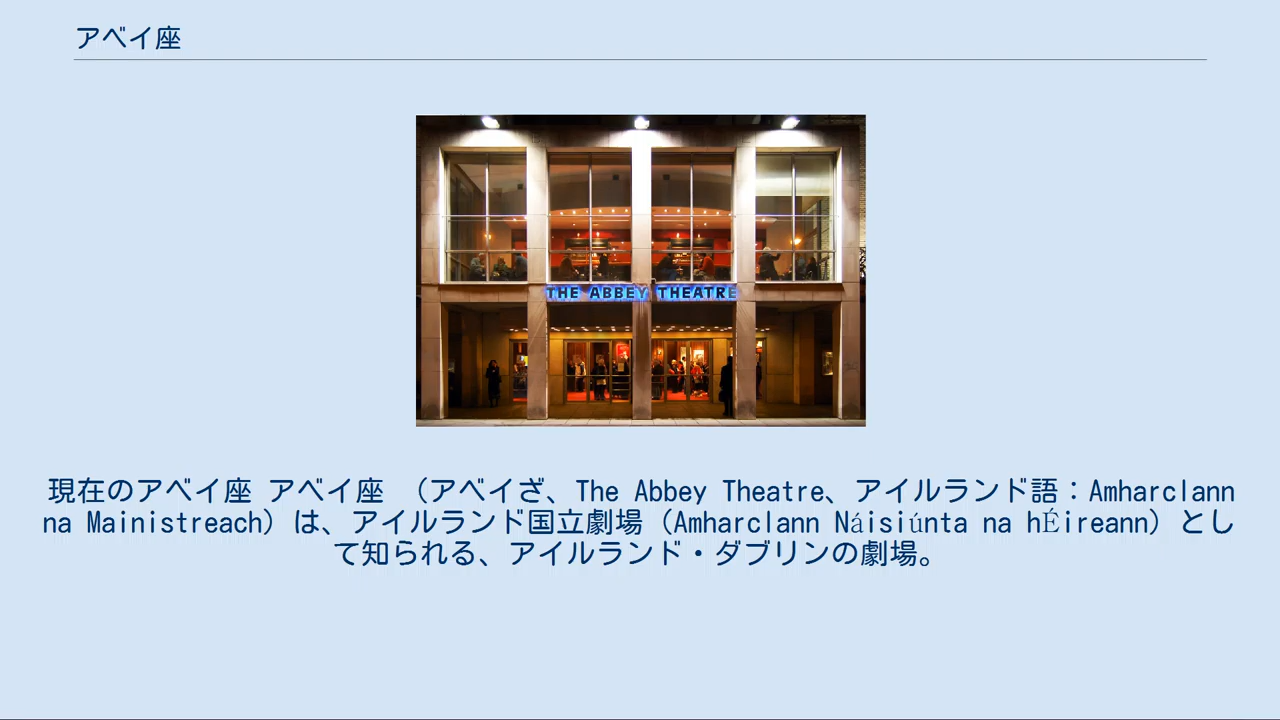 アベイ座
THE ABBEY THEATRE
現在のアベイ座 アベイ座 （アベイざ、The Abbey Theatre、アイルランド語：Amharclann
na Mainistreach）は、アイルランド国立劇場（Amharclann Náisiúnta na hÉireann）とし
て知られる、アイルランド・ダブリンの劇場。